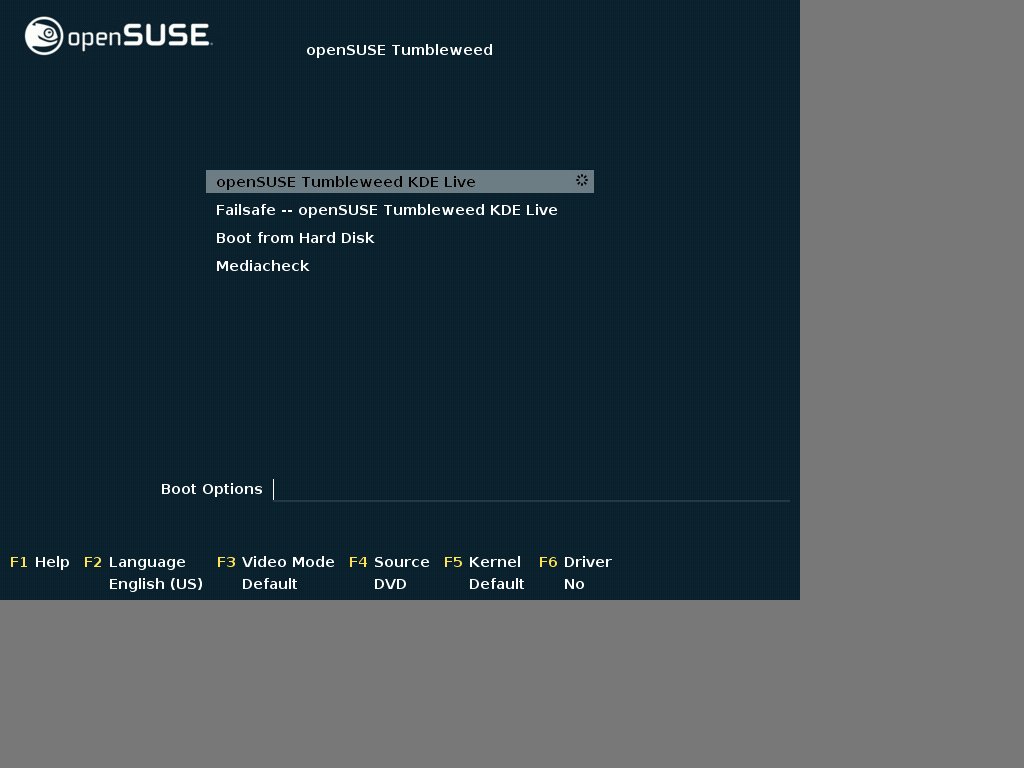 openSUSE
openSUSE Tumbleweed
openSUSE Tumbleweed KDE Live
Failsafe -- openSUSE Tumbleweed KDE Live
Boot from Hard Disk
Mediacheck
Boot Options
F1 Help F2 Language F3 Video Mode F4 Source F5 Kernel F6 Driver
English (US) Default DVD Default No